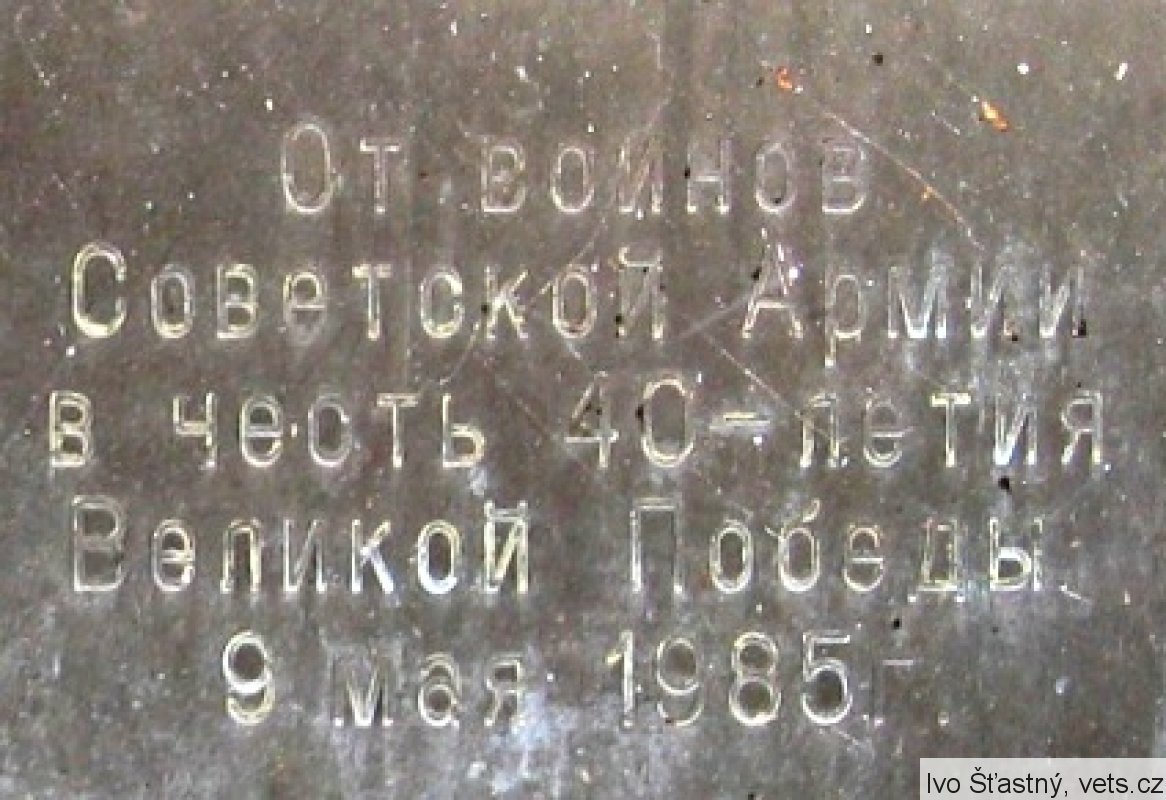 От воинов
Советской Армии
в честь 40-летия
Великой Победы
9 мая 1985г.
Ivo Šťastný, vets.cz